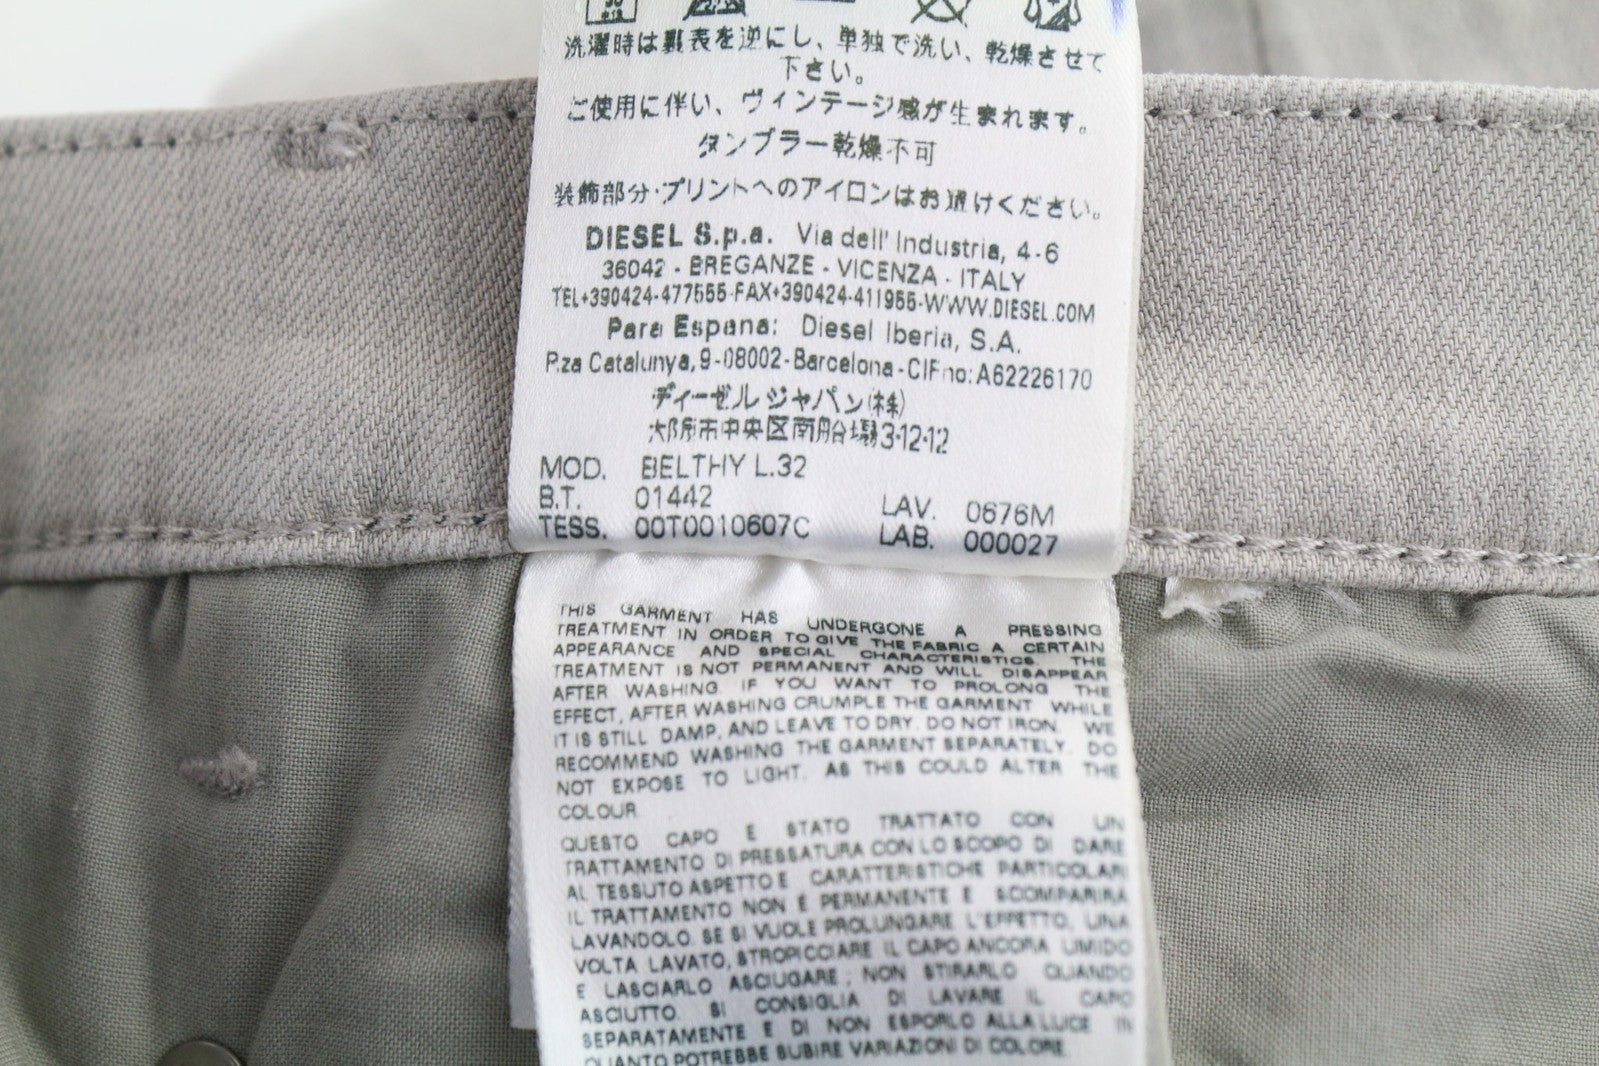 洗濯時は裏表を逆にし、単独で洗い、乾燥させて
下さい。
ご使用に伴い、ヴィンテージ感が生まれます。
タンブラー乾燥不可
装飾部分・プリントへのアイロンはお避けください。
DIESEL S.p.a. Via dell' Industria, 4-6
36042 - BREGANZE - VICENZA - ITALY
TEL+390424-477555-FAX+390424-411955-WWW.DIESEL.COM
Para Espana: Diesel Iberia, S.A.
P.za Catalunya, 9-08002-Barcelona-CIF no: A62226170
ディーゼル ジャパン(株)
大阪市中央区南船場3-12-12
MOD. BELTHY L.32
B.T. 01442 LAV. 0676M
TESS. 00T0010607C LAB. 000027
THIS GARMENT HAS UNDERGONE A PRESSING
TREATMENT IN ORDER TO GIVE THE FABRIC A CERTAIN
APPEARANCE AND SPECIAL CHARACTERISTICS. THE
TREATMENT IS NOT PERMANENT AND WILL DISAPPEAR
AFTER WASHING. IF YOU WANT TO PROLONG THE
EFFECT, AFTER WASHING CRUMPLE THE GARMENT WHILE
IT IS STILL DAMP, AND LEAVE TO DRY. DO NOT IRON. WE
RECOMMEND WASHING THE GARMENT SEPARATELY. DO
NOT EXPOSE TO LIGHT, AS THIS COULD ALTER THE
COLOUR
QUESTO CAPO E STATO TRATTATO CON UN
TRATTAMENTO DI PRESSATURA CON LO SCOPO DI DARE
AL TESSUTO ASPETTO E CARATTERISTICHE PARTICOLARI
IL TRATTAMENTO NON E PERMANENTE E SCOMPARIRA
LAVANDOLO. SE SI VUOLE PROLUNGARE L'EFFETTO, UNA
VOLTA LAVATO, STROPICCIARE IL CAPO ANCORA UMIDO
E LASCIARLO ASCIUGARE; NON STIRARLO QUANDO
ASCIUTTO. SI CONSIGLIA DI LAVARE IL CAPO
SEPARATAMENTE E DI NON ESPORLO ALLA LUCE IN
QUANTO POTREBBE SUBIRE VARIAZIONI DI COLORE.